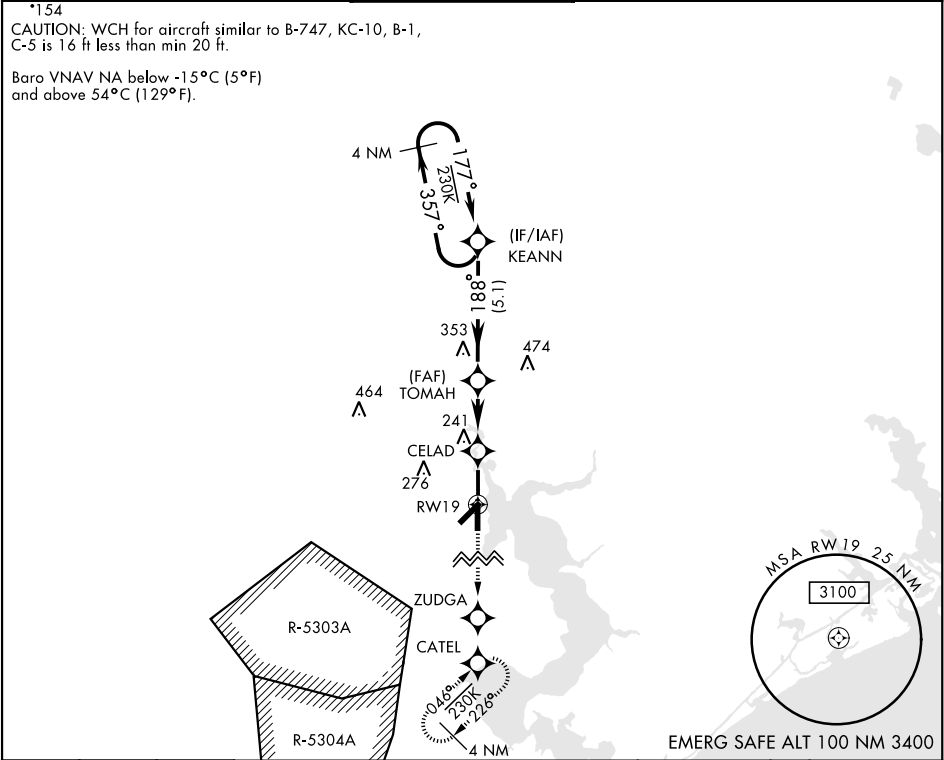 *154
CAUTION: WCH for aircraft similar to B-747, KC-10, B-1,
C-5 is 16 ft less than min 20 ft.
Baro VNAV NA below -15°C (5°F)
and above 54°C (129°F).
4 NM
177°
230K
357°
(IF/IAF)
KEANN
188°
(5.1)
353
474
(FAF)
TOMAH
464
241
CELAD
276
RW19
MSA RW 19 25 NM
3100
ZUDGA
R-5303A
CATEL
046°
230K
226°
4 NM
R-5304A
EMERG SAFE ALT 100 NM 3400